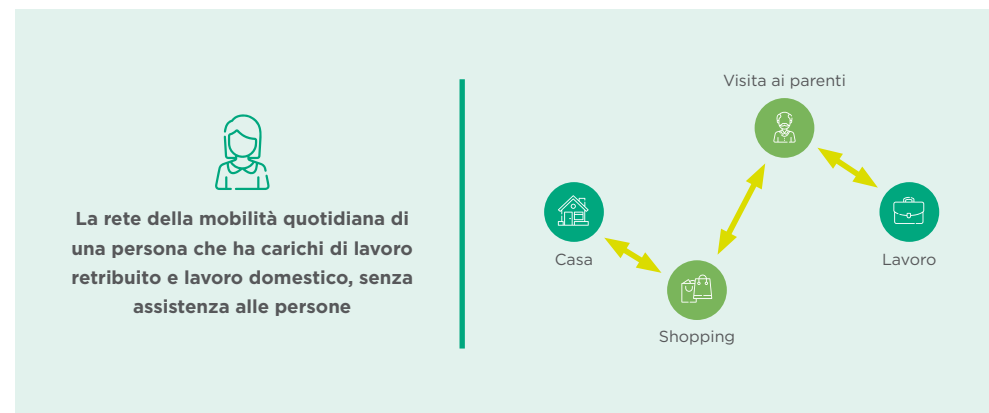 La rete della mobilità quotidiana di
una persona che ha carichi di lavoro
retribuito e lavoro domestico, senza
assistenza alle persone
Visita ai parenti
Casa
Lavoro
Shopping